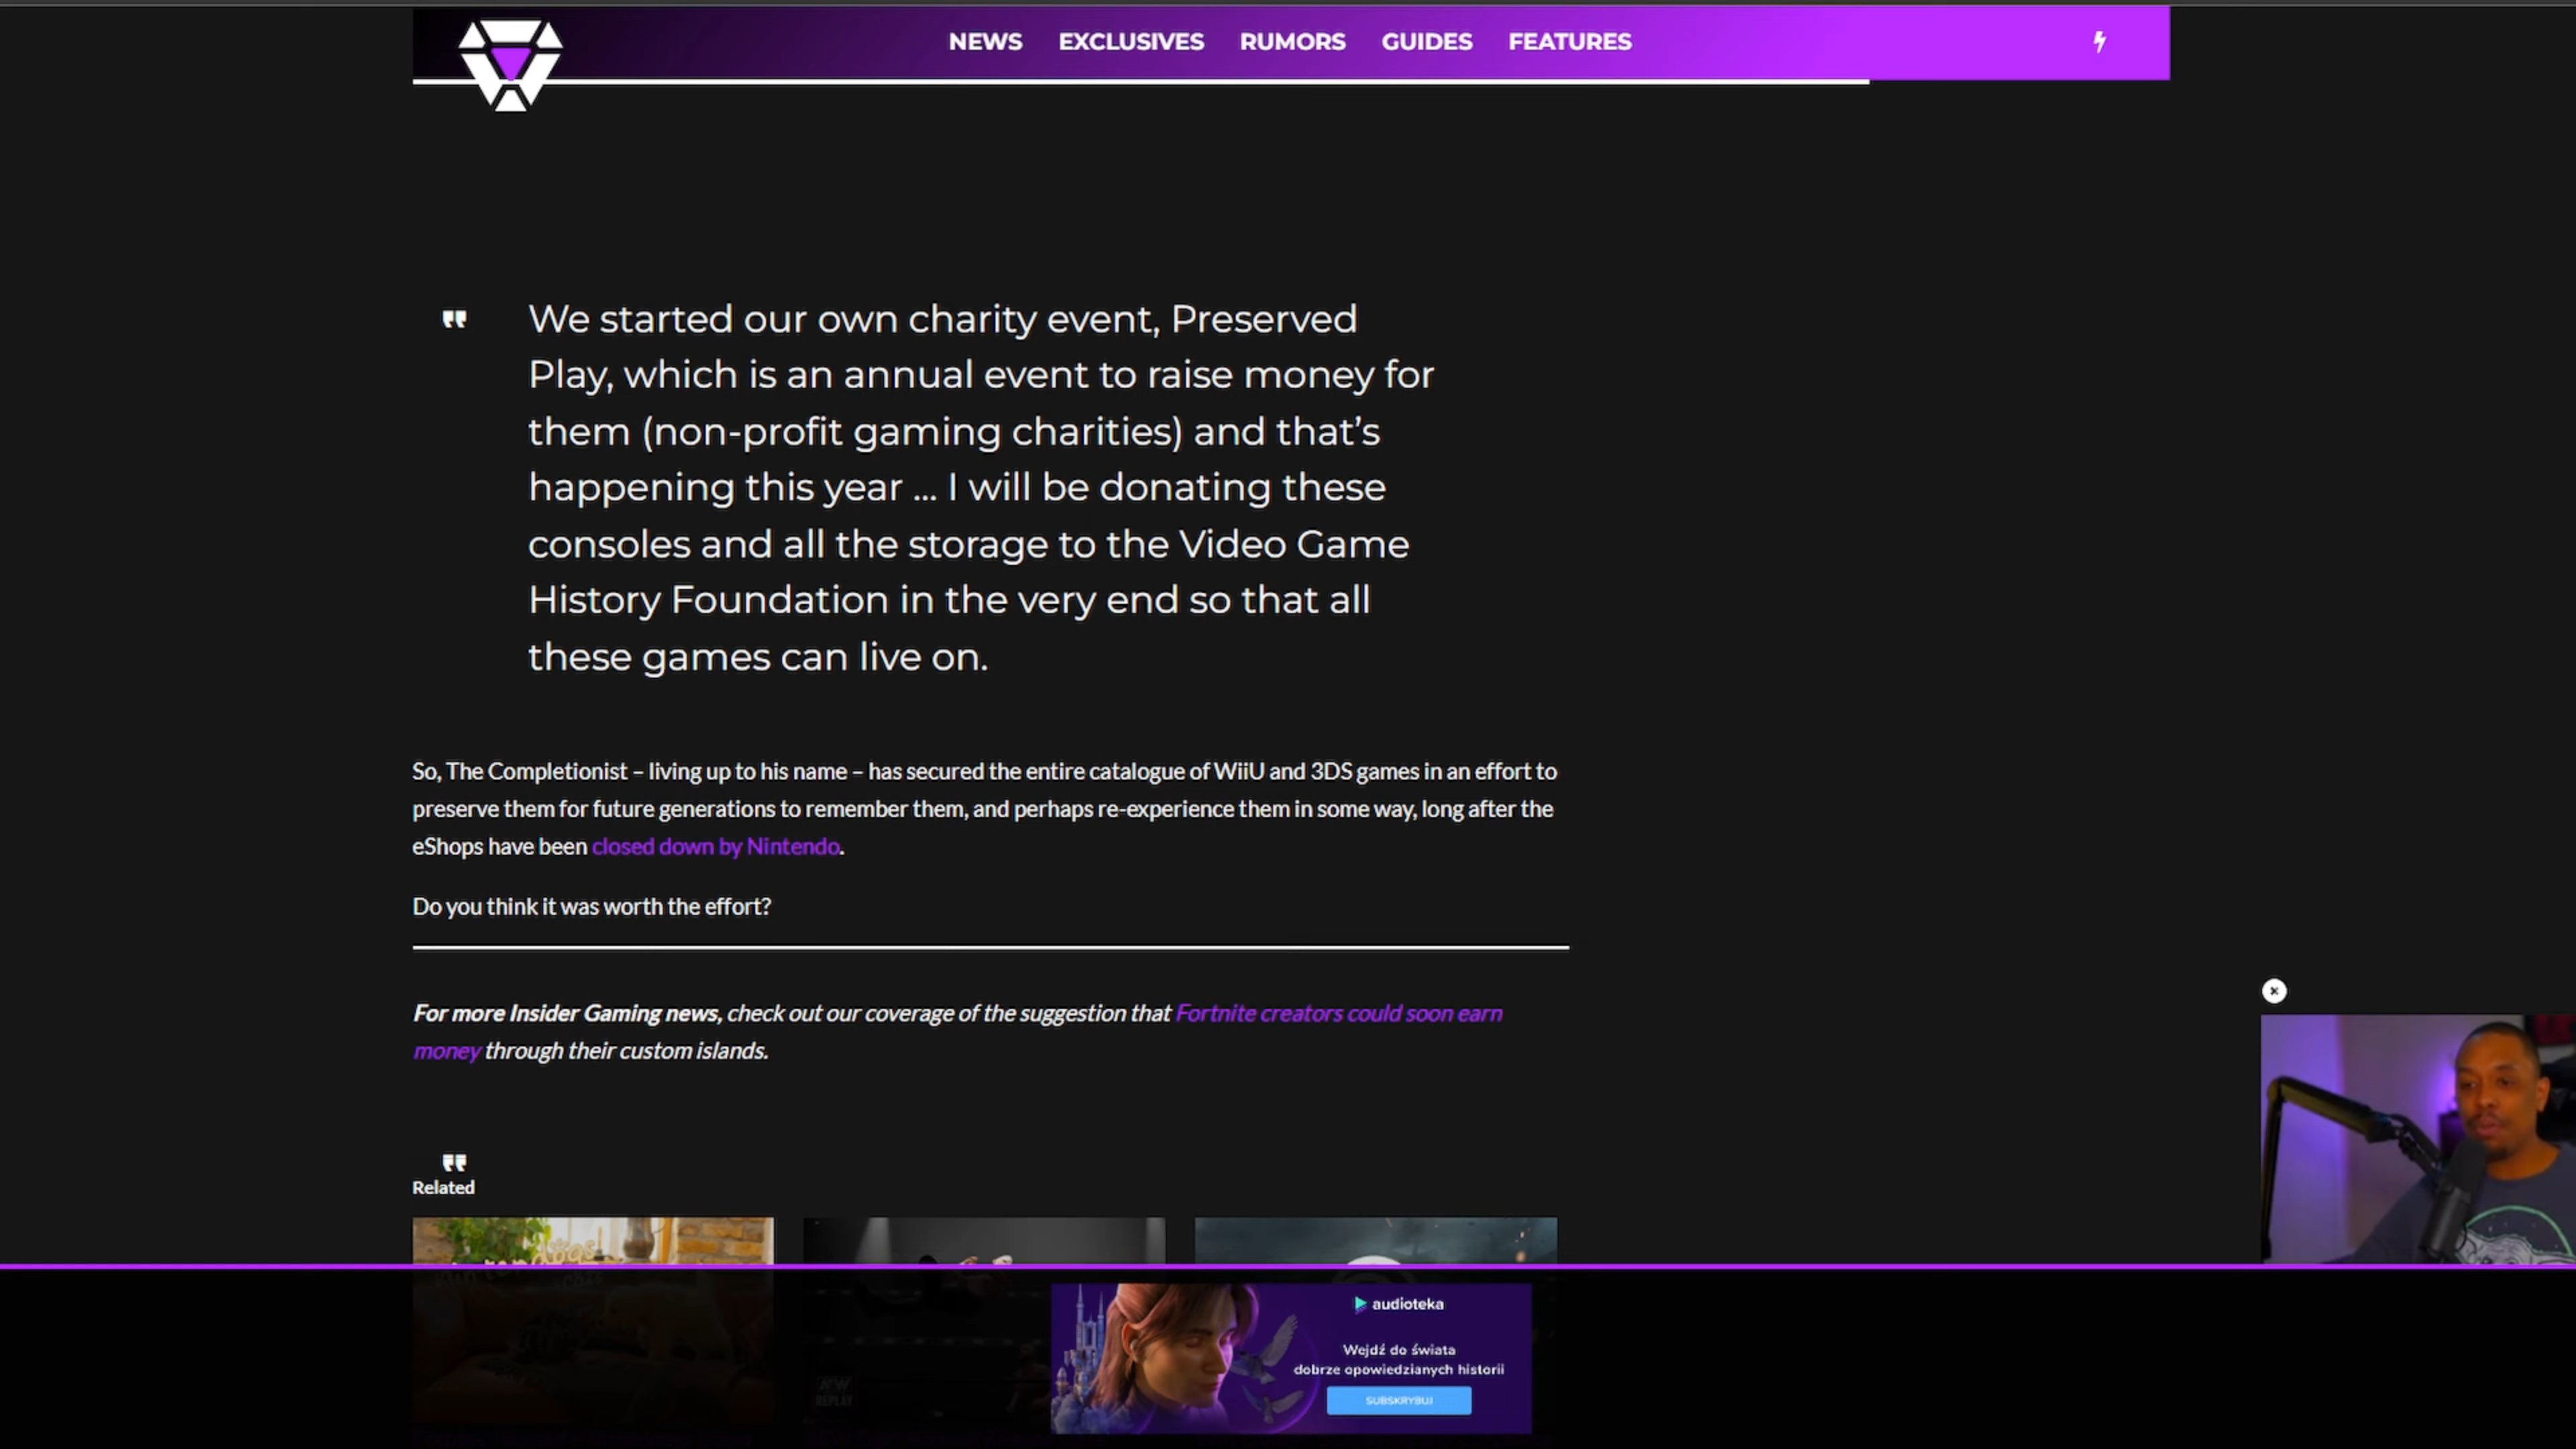 NEWS EXCLUSIVES RUMORS GUIDES FEATURES
We started our own charity event, Preserved
Play, which is an annual event to raise money for
them (non-profit gaming charities) and that's
happening this year ... I will be donating these
consoles and all the storage to the Video Game
History Foundation in the very end so that all
these games can live on.
So, The Completionist – living up to his name – has secured the entire catalogue of WiiU and 3DS games in an effort to
preserve them for future generations to remember them, and perhaps re-experience them in some way, long after the
eShops have been closed down by Nintendo.
Do you think it was worth the effort?
For more Insider Gaming news, check out our coverage of the suggestion that Fortnite creators could soon earn
money through their custom islands.
Related
REPLAY
audioteka
Wejdź do świata
dobrze opowiedzianych historii
SUBSKRYBUJ